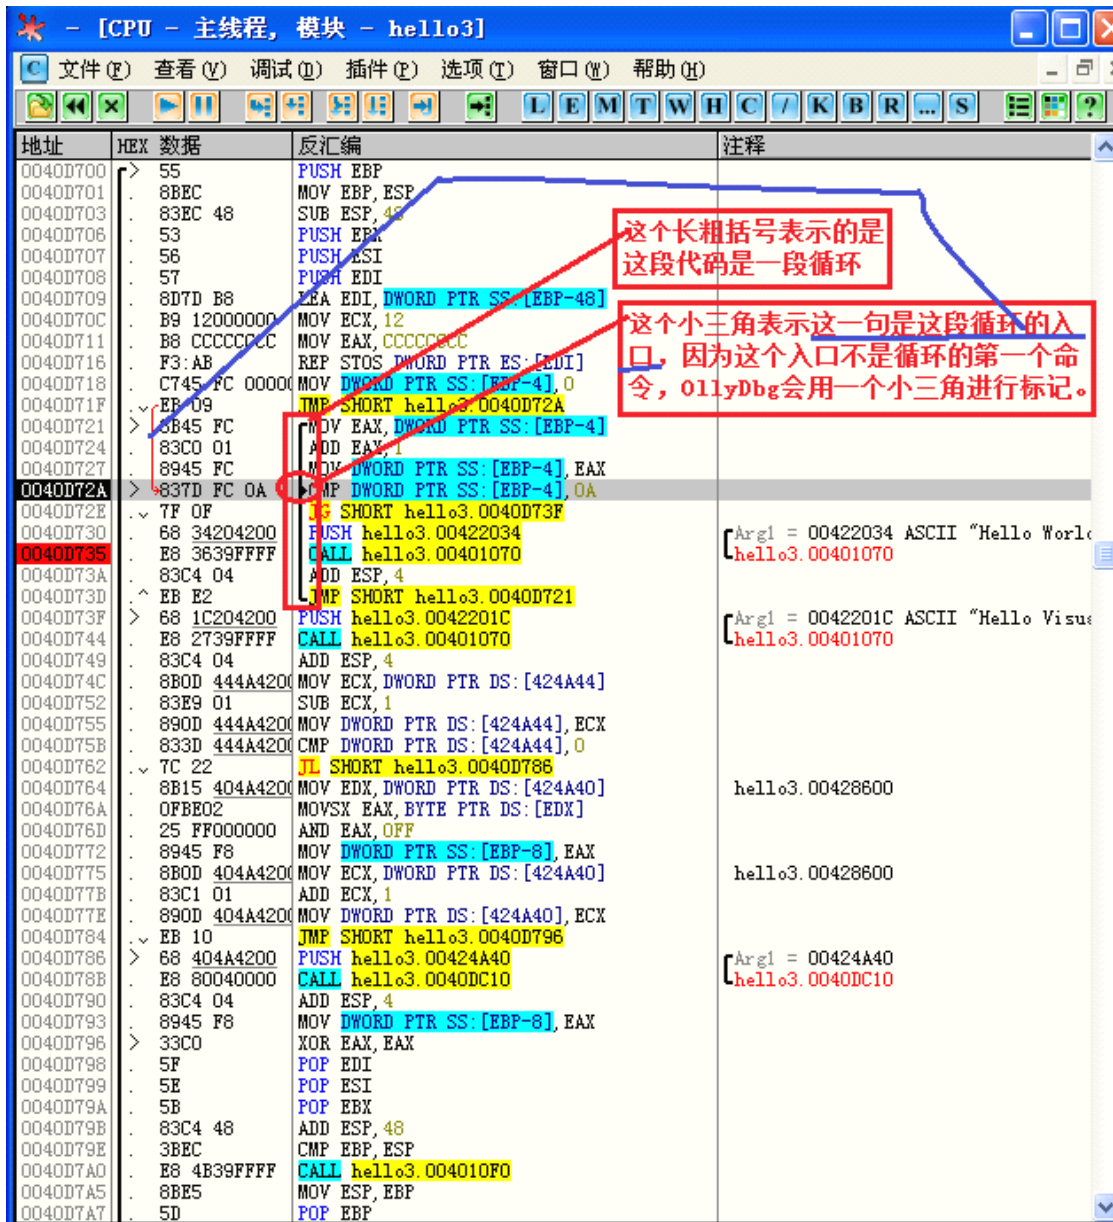 - [CPU - 主线程, 模块 - hello3]
C 文件(F) 查看(V) 调试(D) 插件(P) 选项(T) 窗口(W) 帮助(H)
L E M T W H C / K B R ... S ?
地址 HEX 数据 反汇编 注释
0040D700 > 55 PUSH EBP
0040D701 . 8BEC MOV EBP,ESP
0040D703 . 83EC 48 SUB ESP,48
0040D706 . 53 PUSH EBX
0040D707 . 56 PUSH ESI
0040D708 . 57 PUSH EDI
0040D709 . 8D7D B8 LEA EDI,DWORD PTR SS:[EBP-48]
0040D70C . B9 12000000 MOV ECX,12
0040D711 . B8 CCCCCCCC MOV EAX,CCCCCCCC
0040D716 . F3:AB REP STOS DWORD PTR ES:[EDI]
0040D718 . C745 FC 0000 MOV DWORD PTR SS:[EBP-4],0
0040D71F . EB 09 JMP SHORT hello3.0040D72A
0040D721 > 8B45 FC MOV EAX,DWORD PTR SS:[EBP-4]
0040D724 . 83C0 01 ADD EAX,1
0040D727 . 8945 FC MOV DWORD PTR SS:[EBP-4],EAX
0040D72A > 837D FC 0A CMP DWORD PTR SS:[EBP-4],0A
0040D72E . 7F 0F JG SHORT hello3.0040D73F
0040D730 . 68 34204200 PUSH hello3.00422034 Arg1 = 00422034 ASCII "Hello Worl
0040D735 . E8 3639FFFF CALL hello3.00401070 hello3.00401070
0040D73A . 83C4 04 ADD ESP,4
0040D73D .^ EB E2 JMP SHORT hello3.0040D721
0040D73F > 68 1C204200 PUSH hello3.0042201C Arg1 = 0042201C ASCII "Hello Visu
0040D744 . E8 2739FFFF CALL hello3.00401070 hello3.00401070
0040D749 . 83C4 04 ADD ESP,4
0040D74C . 8B0D 444A4200 MOV ECX,DWORD PTR DS:[424A44]
0040D752 . 83E9 01 SUB ECX,1
0040D755 . 890D 444A4200 MOV DWORD PTR DS:[424A44],ECX
0040D75B . 833D 444A4200 CMP DWORD PTR DS:[424A44],0
0040D762 . 7C 22 JL SHORT hello3.0040D786
0040D764 . 8B15 404A4200 MOV EDX,DWORD PTR DS:[424A40] hello3.00428600
0040D76A . 0FBE02 MOVSX EAX,BYTE PTR DS:[EDX]
0040D76D . 25 FF000000 AND EAX,0FF
0040D772 . 8945 F8 MOV DWORD PTR SS:[EBP-8],EAX
0040D775 . 8B0D 404A4200 MOV ECX,DWORD PTR DS:[424A40] hello3.00428600
0040D77B . 83C1 01 ADD ECX,1
0040D77E . 890D 404A4200 MOV DWORD PTR DS:[424A40],ECX
0040D784 . EB 10 JMP SHORT hello3.0040D796
0040D786 > 68 404A4200 PUSH hello3.00424A40 Arg1 = 00424A40
0040D78B . E8 80040000 CALL hello3.0040DC10 hello3.0040DC10
0040D790 . 83C4 04 ADD ESP,4
0040D793 . 8945 F8 MOV DWORD PTR SS:[EBP-8],EAX
0040D796 > 33C0 XOR EAX,EAX
0040D798 . 5F POP EDI
0040D799 . 5E POP ESI
0040D79A . 5B POP EBX
0040D79B . 83C4 48 ADD ESP,48
0040D79E . 3BEC CMP EBP,ESP
0040D7A0 . E8 4B39FFFF CALL hello3.004010F0
0040D7A5 . 8BE5 MOV ESP,EBP
0040D7A7 . 5D POP EBP
这个长粗括号表示的是
这段代码是一段循环
这个小三角表示这一句是这段循环的入
口，因为这个入口不是循环的第一个命
令，OllyDbg会用一个小三角进行标记。